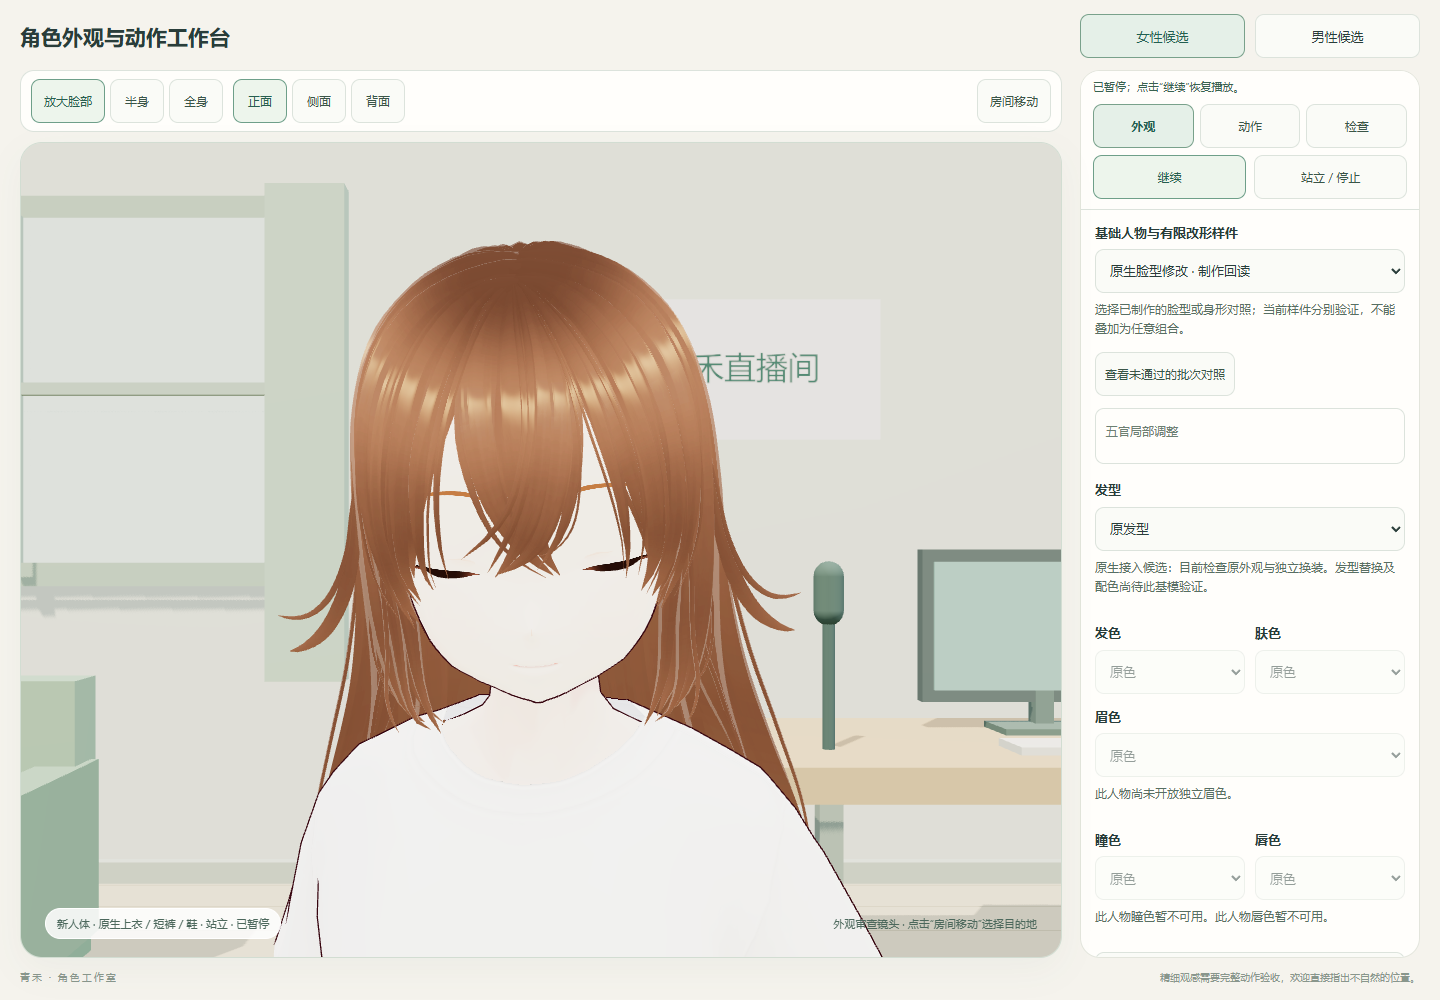 角色外观与动作工作台
女性候选
男性候选
放大脸部
半身
全身
正面
侧面
背面
房间移动
已暂停；点击“继续”恢复播放。
外观
动作
检查
继续
站立 / 停止
禾直播间
基础人物与有限改形样件
原生脸型修改 · 制作回读
选择已制作的脸型或身形对照；当前样件分别验证，不能
叠加为任意组合。
查看未通过的批次对照
五官局部调整
发型
原发型
原生接入候选：目前检查原外观与独立换装。发型替换及
配色尚待此基模验证。
发色
肤色
原色
原色
眉色
原色
此人物尚未开放独立眉色。
瞳色
唇色
原色
原色
此人物瞳色暂不可用。此人物唇色暂不可用。
新人体 · 原生上衣 / 短裤 / 鞋 · 站立 · 已暂停
外观审查镜头 · 点击“房间移动”选择目的地
青禾 · 角色工作室
精细观感需要完整动作验收，欢迎直接指出不自然的位置。